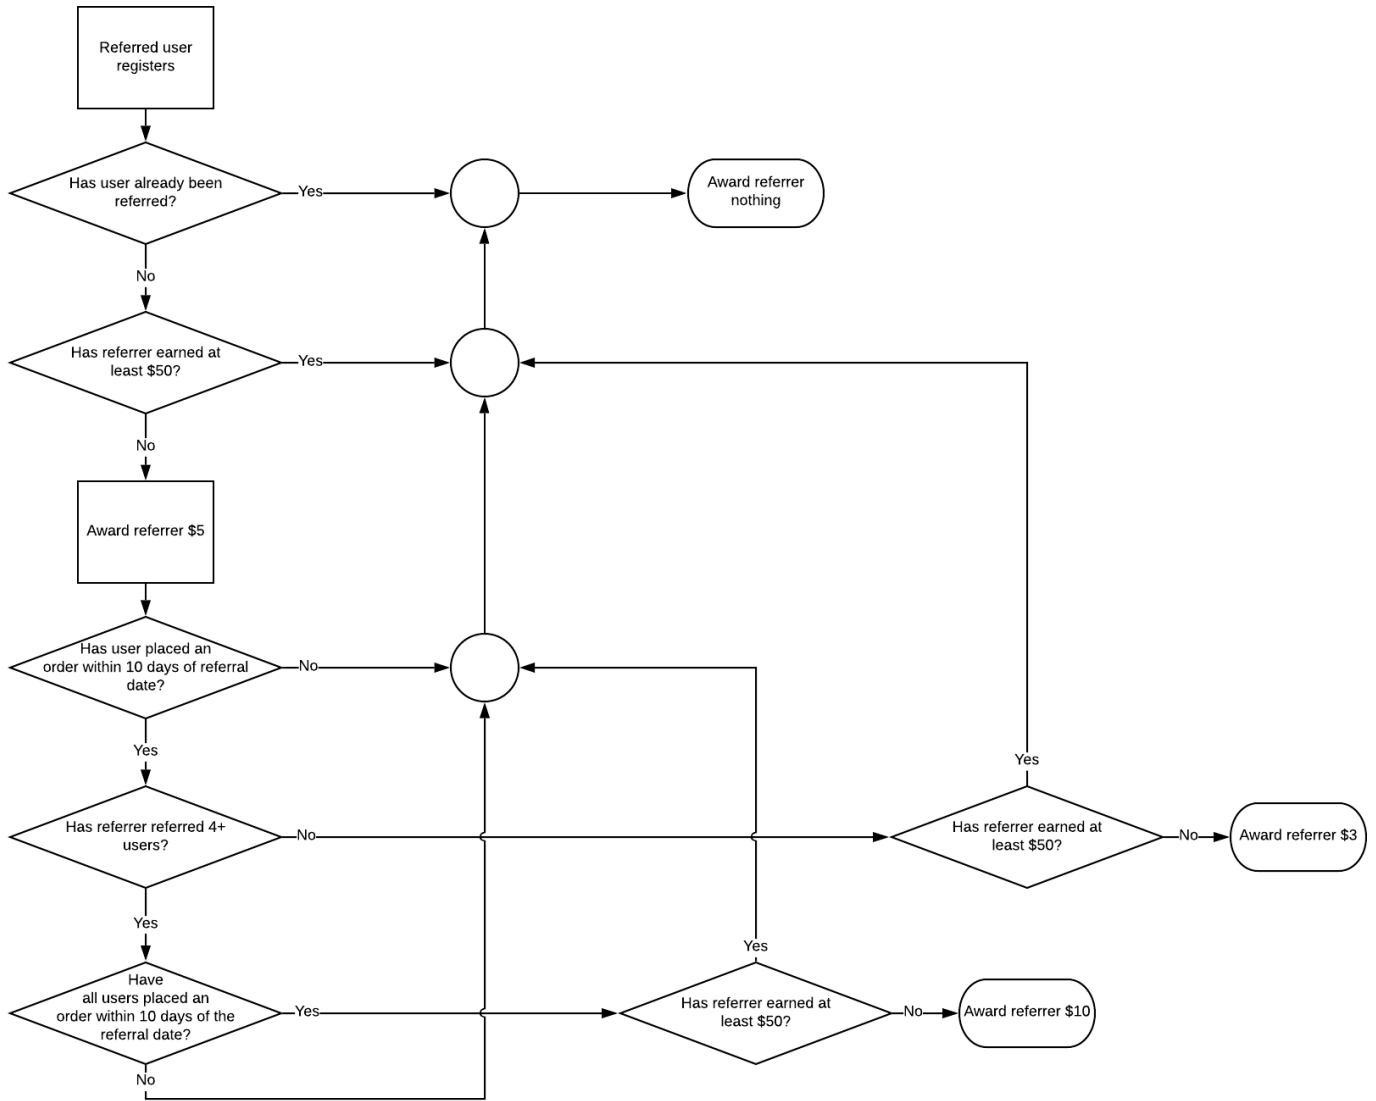 Referred user
registers
Has user already been
referred?
Yes
Award referrer
nothing
No
Has referrer earned at
least $50?
Yes
No
Award referrer $5
Has user placed an
order within 10 days of referral
date?
No
Yes
Has referrer referred 4+
users?
No
Yes
Has referrer earned at
least $50?
No
Award referrer $3
Yes
Have
all users placed an
order within 10 days of the
referral date?
Yes
Yes
Has referrer earned at
least $50?
No
Award referrer $10
No